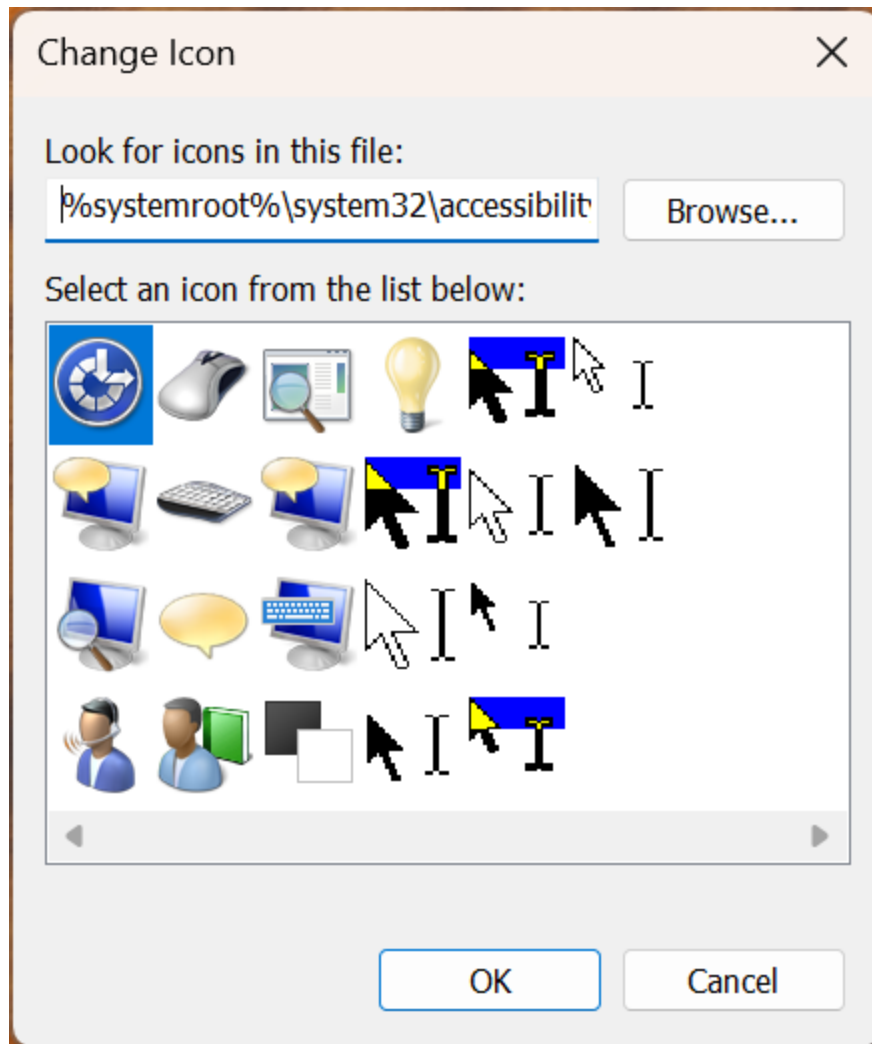 Change Icon
Look for icons in this file:
%systemroot%\system32\accessibilit
Browse...
Select an icon from the list below:
OK
Cancel